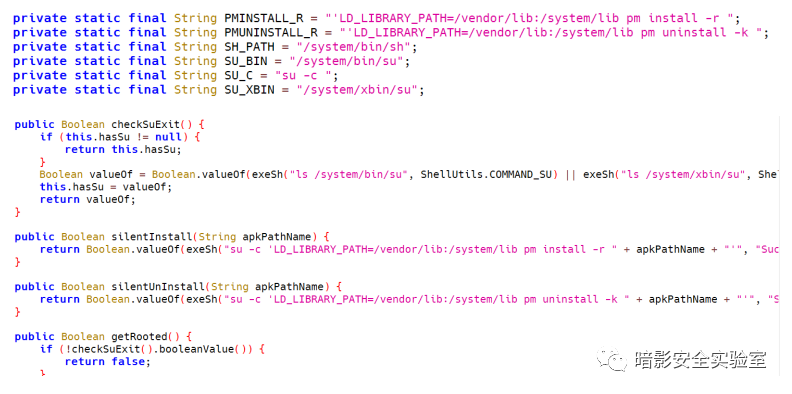 private static final String PMINSTALL_R = "'LD_LIBRARY_PATH=/vendor/lib:/system/lib pm install -r ";
private static final String PMUNINSTALL_R = "'LD_LIBRARY_PATH=/vendor/lib:/system/lib pm uninstall -k ";
private static final String SH_PATH = "/system/bin/sh";
private static final String SU_BIN = "/system/bin/su";
private static final String SU_C = "su -c ";
private static final String SU_XBIN = "/system/xbin/su";
public Boolean checkSuExit() {
if (this.hasSu != null) {
return this.hasSu;
}
Boolean valueOf = Boolean.valueOf(exeSh("ls /system/bin/su", ShellUtils.COMMAND_SU) || exeSh("ls /system/xbin/su", She
this.hasSu = valueOf;
return valueOf;
}
public Boolean silentInstall(String apkPathName) {
return Boolean.valueOf(exeSh("su -c 'LD_LIBRARY_PATH=/vendor/lib:/system/lib pm install -r " + apkPathName + "'", "Suc
}
public Boolean silentUnInstall(String apkPathName) {
return Boolean.valueOf(exeSh("su -c 'LD_LIBRARY_PATH=/vendor/lib:/system/lib pm uninstall -k " + apkPathName + "'", "S
}
public Boolean getRooted() {
if (!checkSuExit().booleanValue()) {
return false;
}
暗影安全实验室